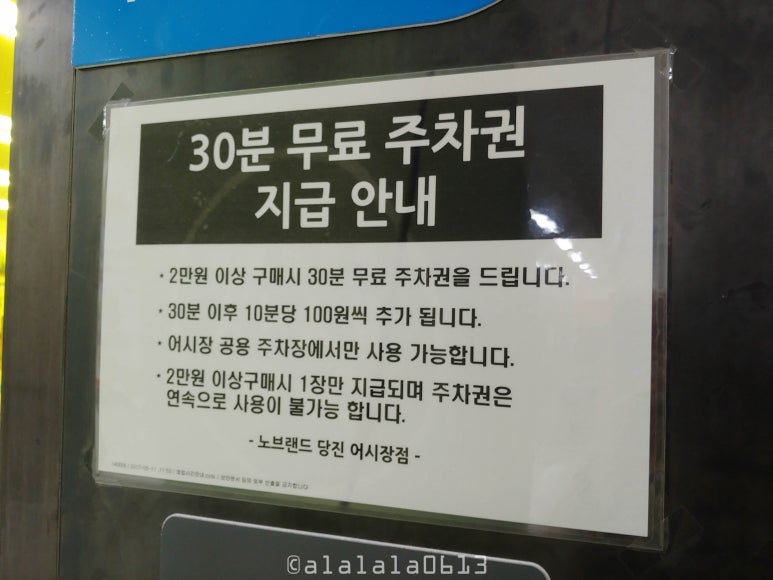 30분 무료 주차권
지급 안내
· 2만원 이상 구매시 30분 무료 주차권을 드립니다.
· 30분 이후 10분당 100원씩 추가 됩니다.
· 어시장 공용 주차장에서만 사용 가능합니다.
· 2만원 이상구매시 1장만 지급되며 주차권은
연속으로 사용이 불가능 합니다.
- 노브랜드 당진 어시장점 -
©alalala0613